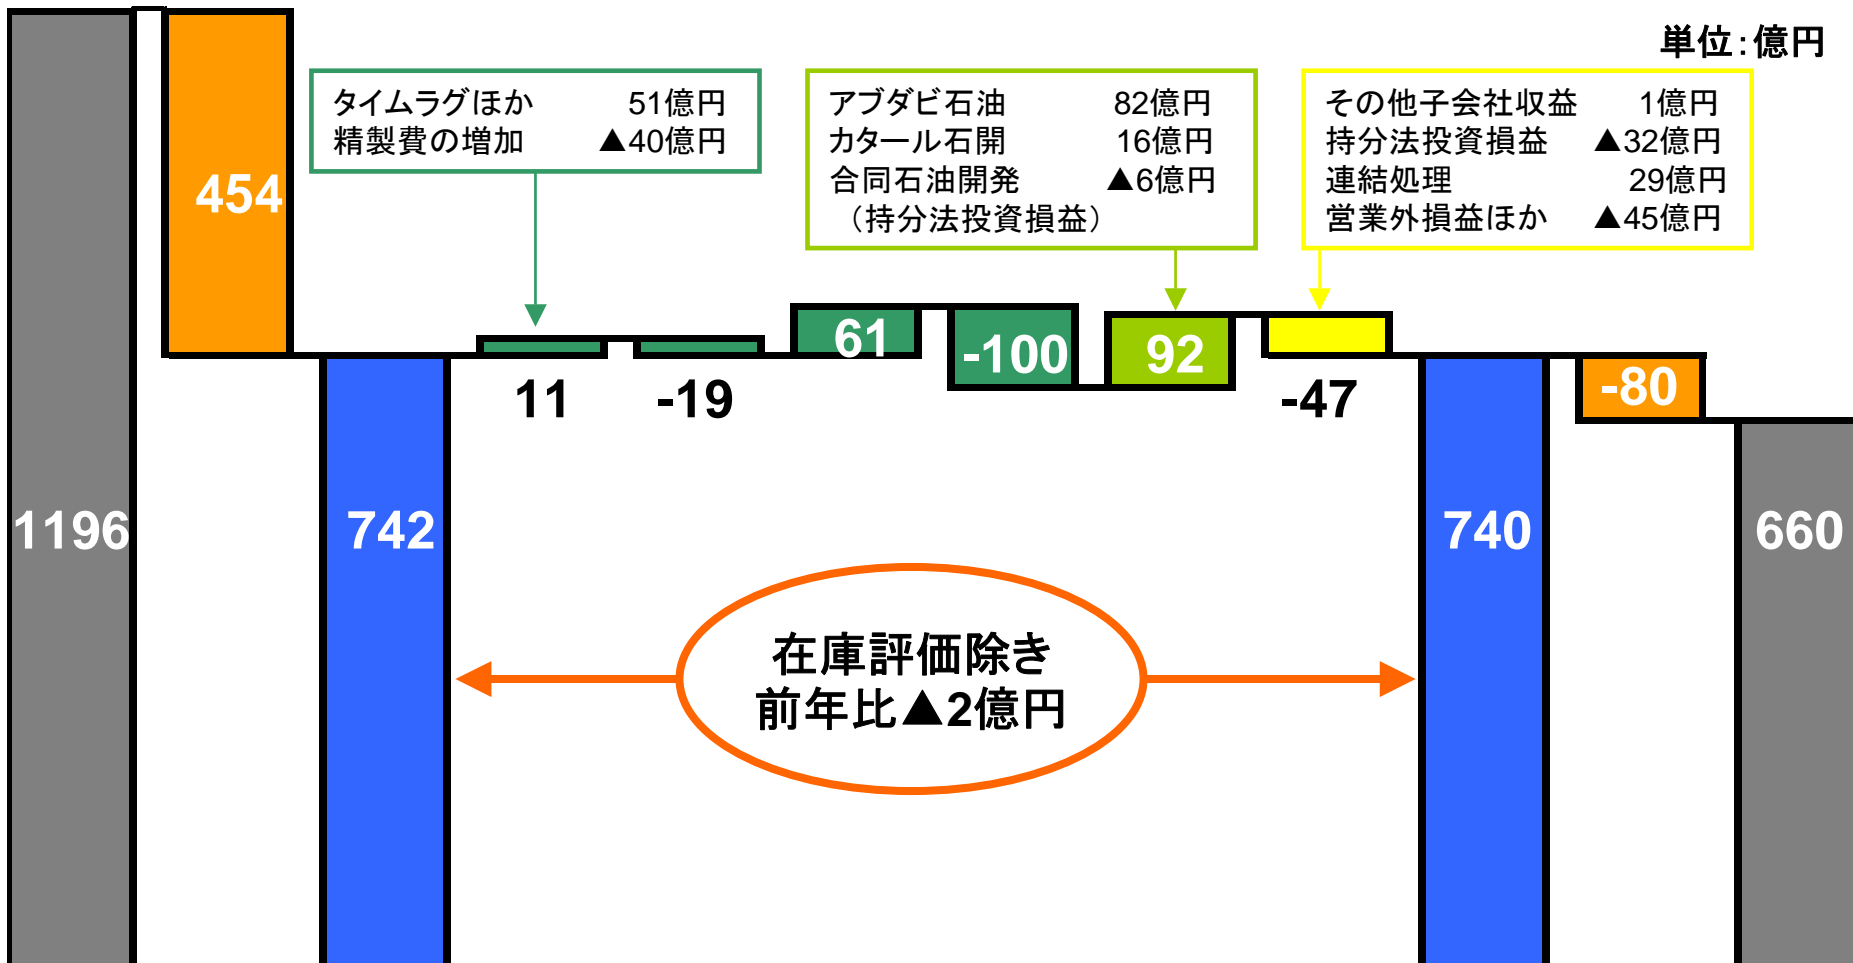 単位:億円
タイムラグほか 51億円
精製費の増加 ▲40億円
アブダビ石油 82億円
カタール石開 16億円
合同石油開発 ▲6億円
（持分法投資損益）
その他子会社収益 1億円
持分法投資損益 ▲32億円
連結処理 29億円
営業外損益ほか ▲45億円
454
61
-100
92
11
-19
-47
-80
1196
742
740
660
在庫評価除き
前年比▲2億円